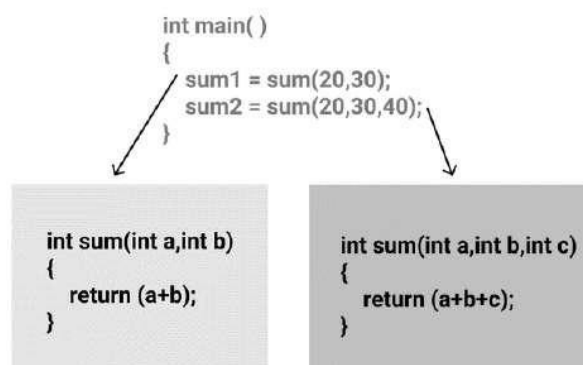 int main( )
{
sum1 = sum(20,30);
sum2 = sum(20,30,40);
}
int sum(int a,int b)
{
return (a+b);
}
int sum(int a,int b,int c)
{
return (a+b+c);
}